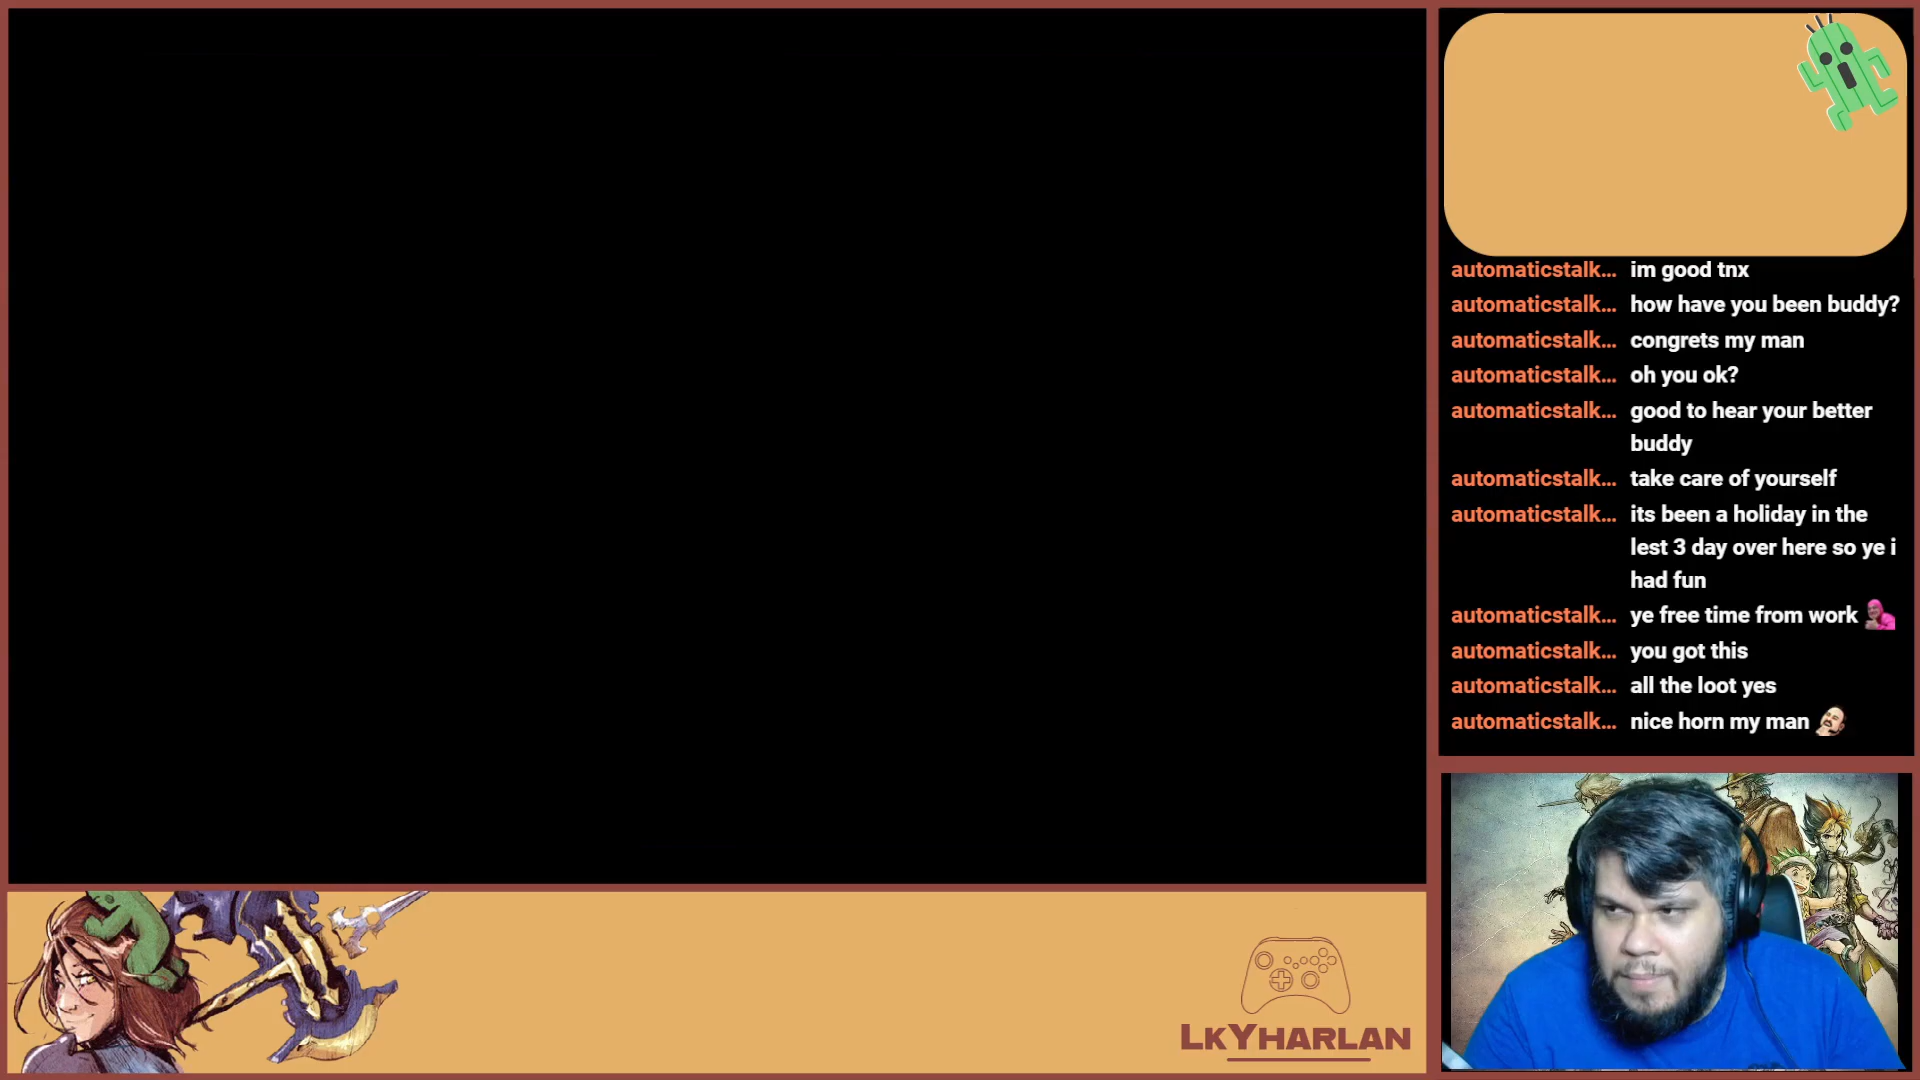 automaticstalk... im good tnx
automaticstalk... how have you been buddy?
automaticstalk... congrets my man
automaticstalk... oh you ok?
automaticstalk... good to hear your better
buddy
automaticstalk... take care of yourself
automaticstalk... its been a holiday in the
lest 3 day over here so ye i
had fun
automaticstalk... ye free time from work
automaticstalk... you got this
automaticstalk... all the loot yes
automaticstalk... nice horn my man
LKYHARLAN